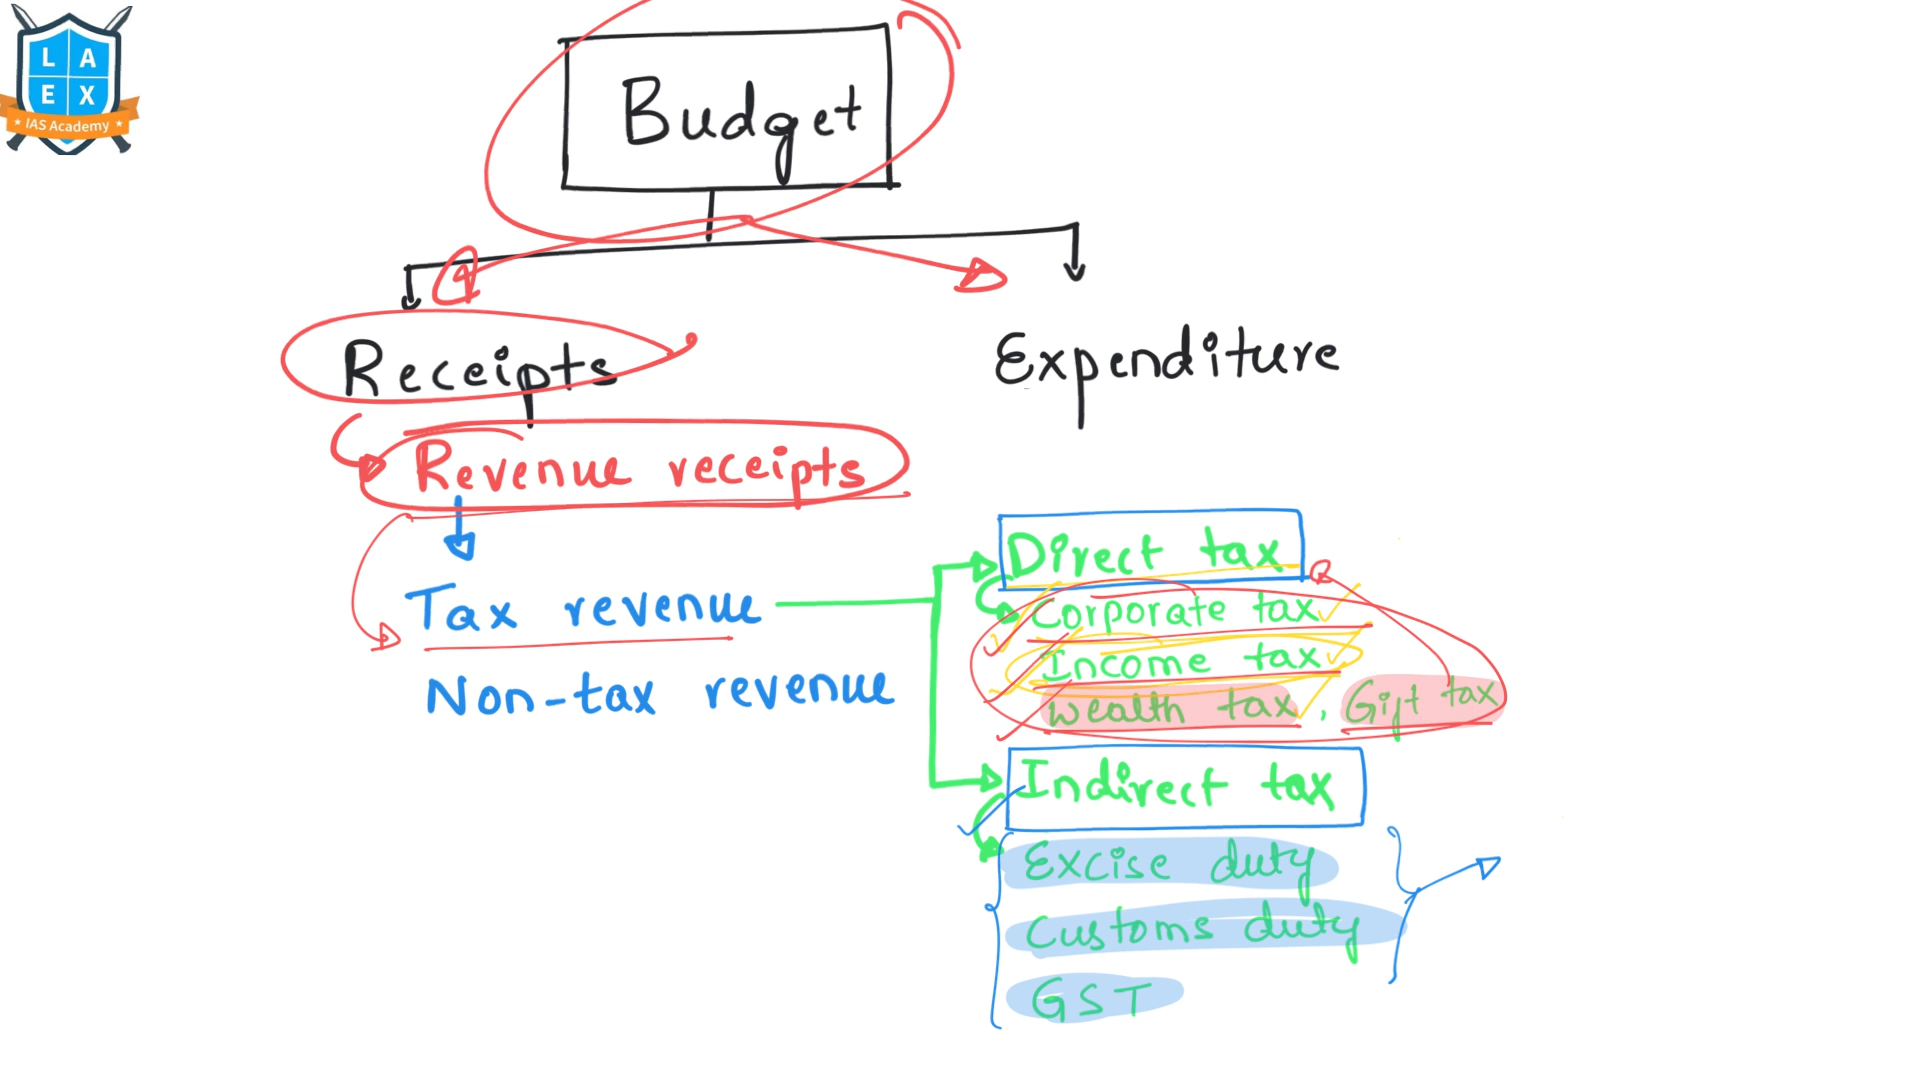 L A
E X
IAS Academy
Budget
Receipts
Expenditure
Revenue receipts
Direct tax
Tax revenue
Corporate tax
Income tax
Non-tax revenue
Wealth tax, Gift tax
Indirect tax
Excise duty
Customs duty
GST